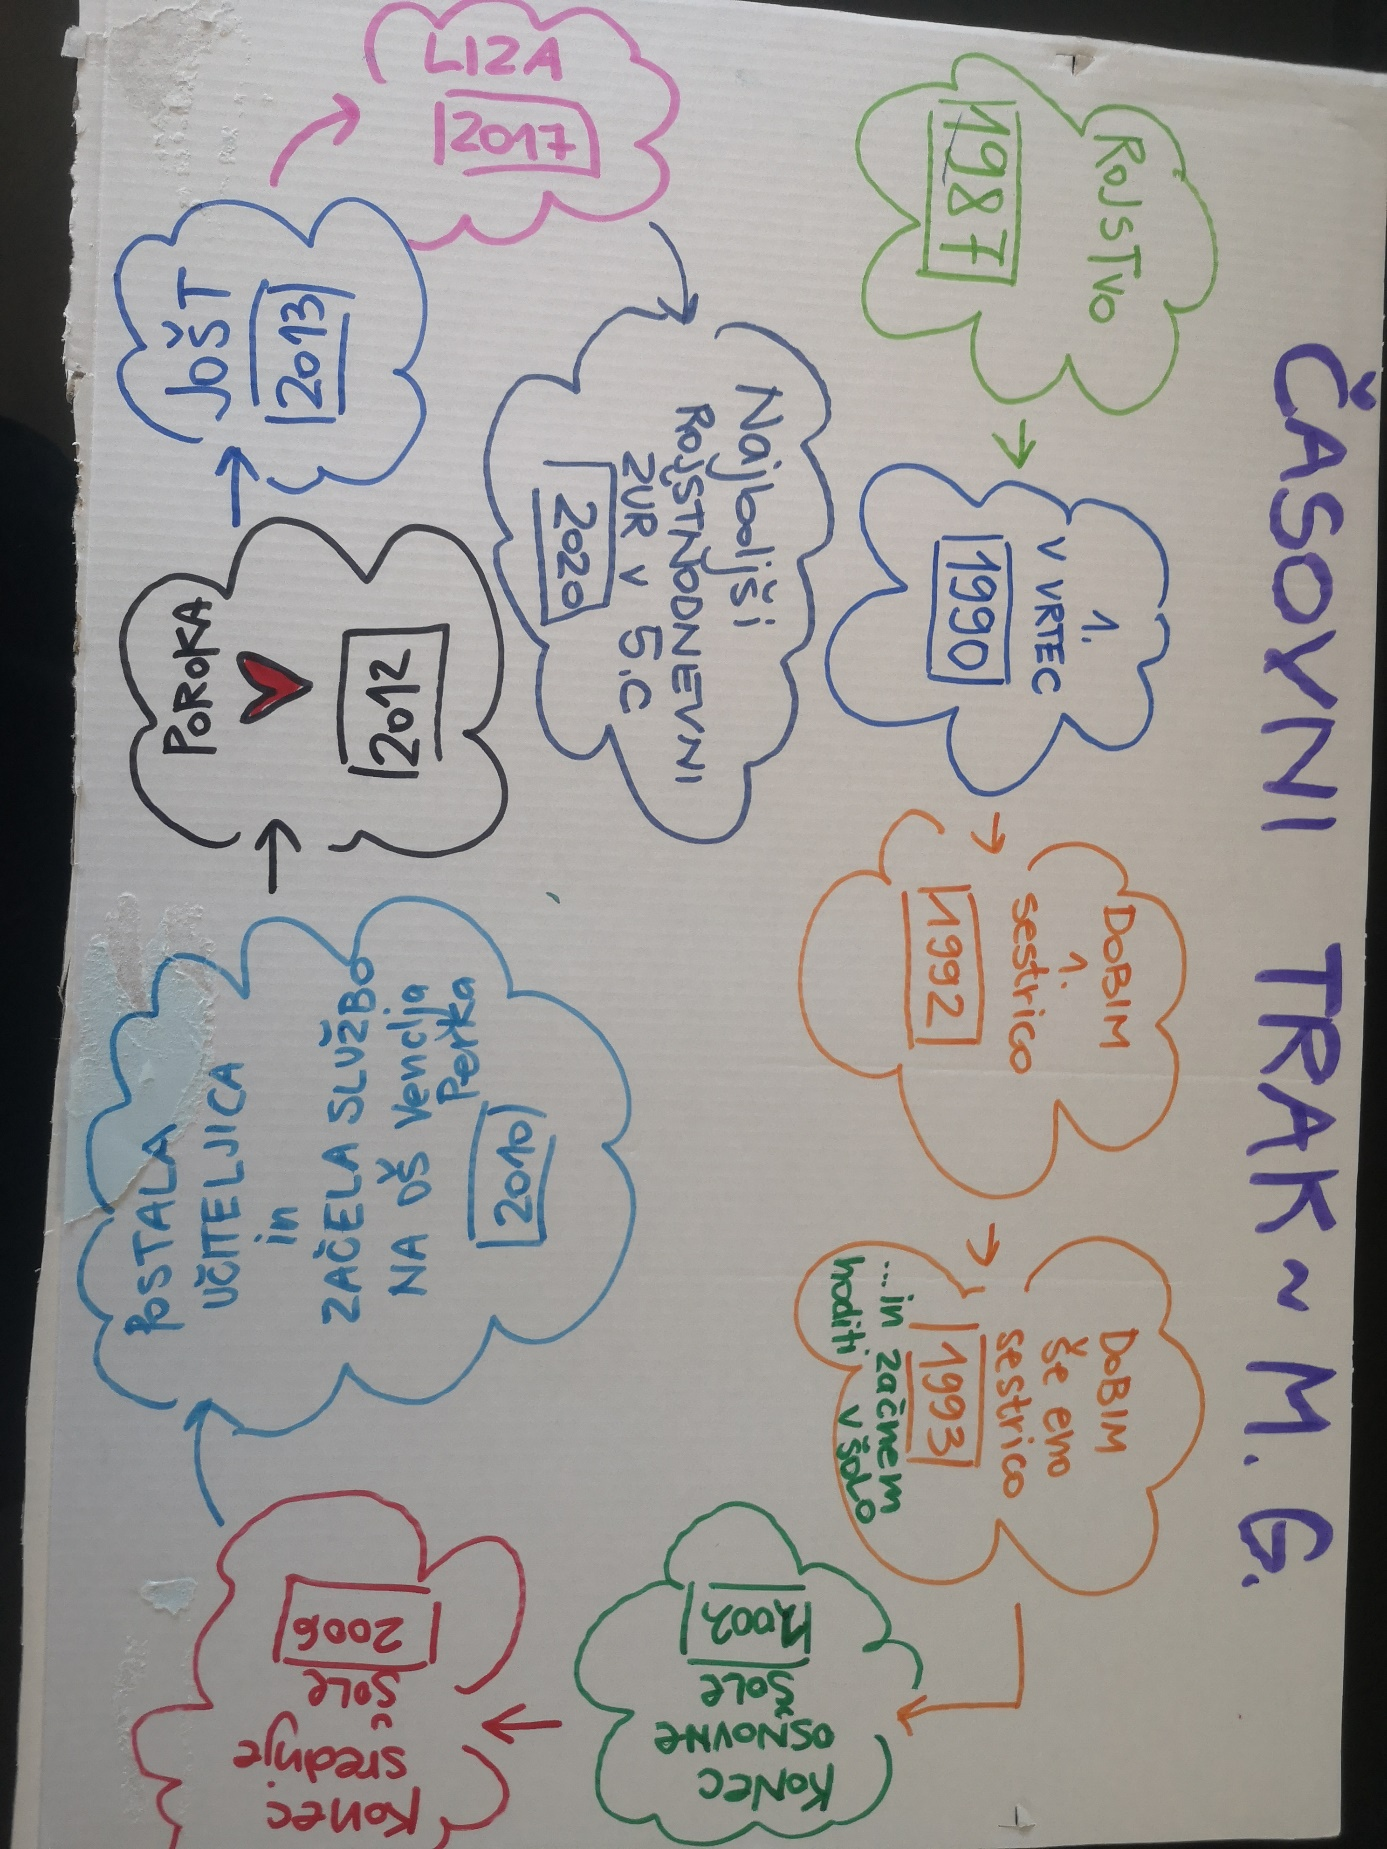 ČASOVNI TRAK ~ M. G.
ROJSTVO
1987
1.
V VRTEC
1990
DOBIM
1.
sestrico
1992
DOBIM
še eno
sestrico
1993
...in začnem
hoditi v šolo
KONEC
OSNOVNE
ŠOLE
2002
Konec
srednje
šole
2006
POSTALA
UČITELJICA
in
ZAČELA SLUŽBO
NA OŠ Vencija
Perka
2010
POROKA
2012
JOŠT
2013
LIZA
2017
Najboljši
ROJSTNODNEVNI
ŽUR v 5.C
2020